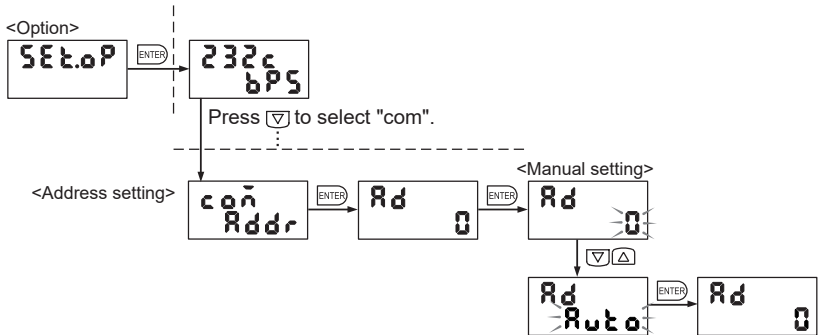 <Option>
SEt.oP
ENTER
232c
bPS
Press ▽ to select "com".
<Address setting>
com
Addr
ENTER
Ad
0
ENTER
<Manual setting>
Ad
0
▽ △
Ad
Auto
ENTER
Ad
0